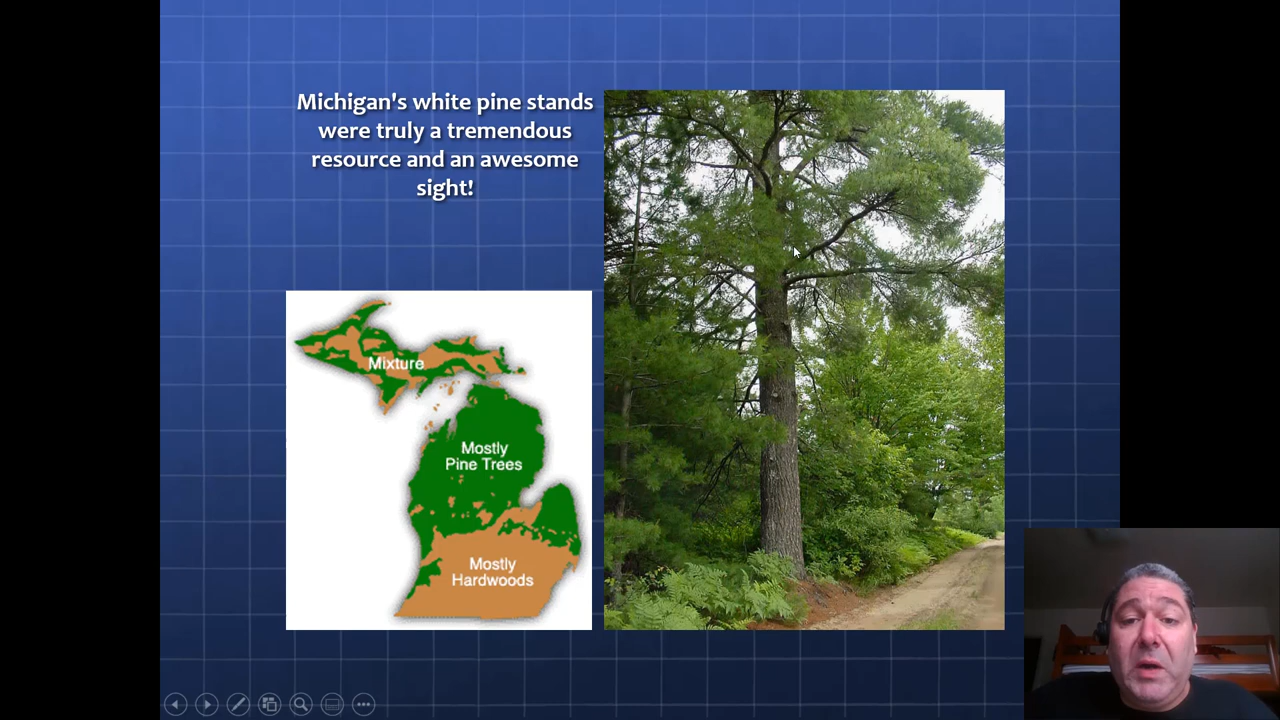 Michigan's white pine stands
were truly a tremendous
resource and an awesome
sight!
Mixture
Mostly
Pine Trees
Mostly
Hardwoods